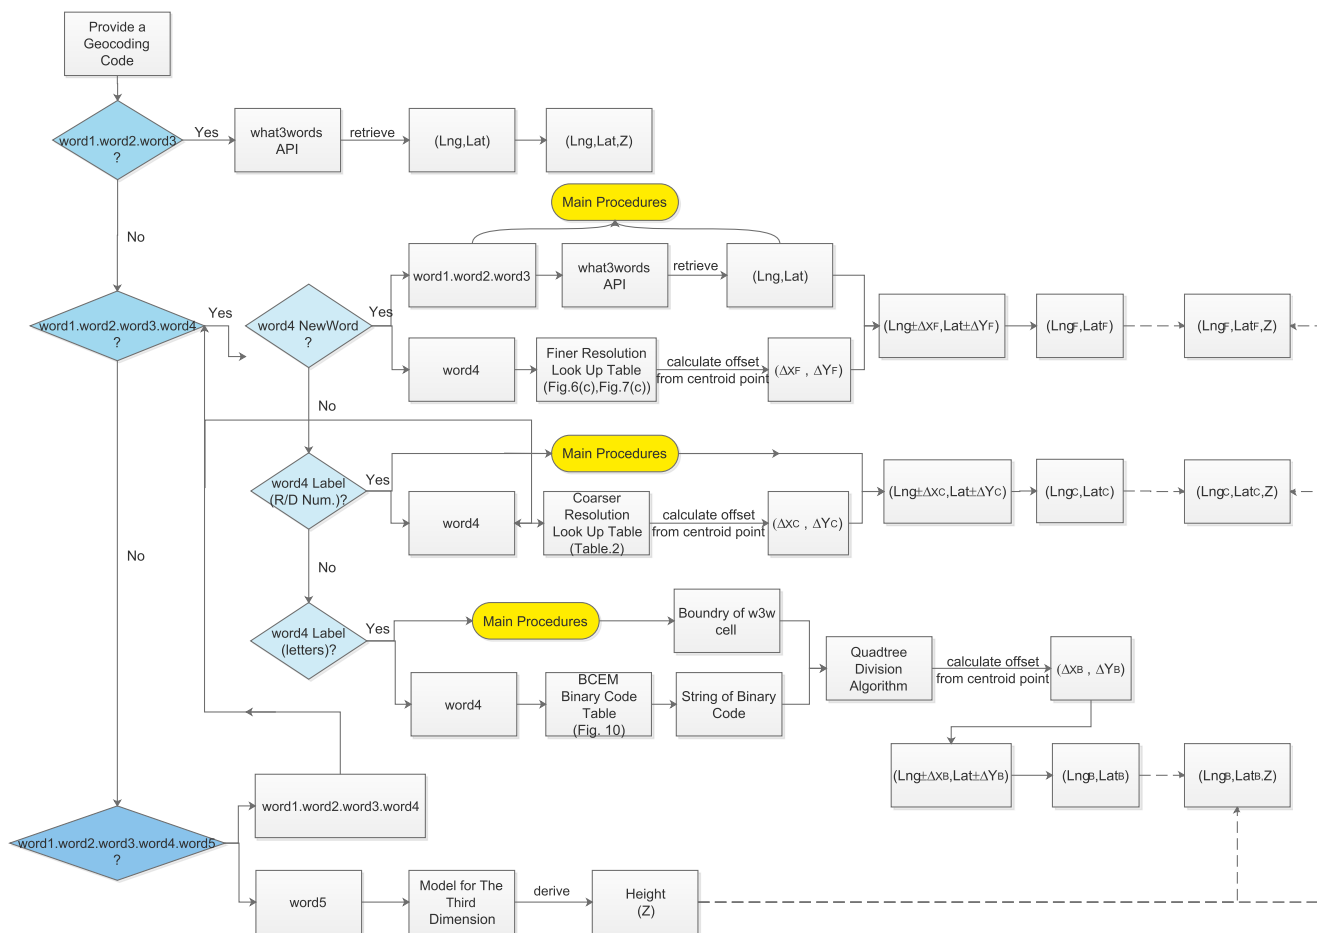 Provide a
Geocoding
Code
word1.word2.word3
?
Yes
what3words
API
retrieve
(Lng,Lat)
(Lng,Lat,Z)
No
Main Procedures
word1.word2.word3
what3words
API
retrieve
(Lng,Lat)
word1.word2.word3.word4
?
Yes
word4 NewWord
?
Yes
(Lng±ΔXF,Lat±ΔYF)
(LngF,LatF)
(LngF,LatF,Z)
word4
Finer Resolution
Look Up Table
(Fig.6(c),Fig.7(c))
calculate offset
from centroid point
(ΔXF , ΔYF)
No
Main Procedures
word4 Label
(R/D Num.)?
Yes
(Lng±ΔXC,Lat±ΔYC)
(LngC,LatC)
(LngC,LatC,Z)
word4
Coarser
Resolution
Look Up Table
(Table.2)
calculate offset
from centroid point
(ΔXC , ΔYC)
No
No
word4 Label
(letters)?
Yes
Main Procedures
Boundry of w3w
cell
Quadtree
Division
Algorithm
calculate offset
from centroid point
(ΔXB , ΔYB)
word4
BCEM
Binary Code
Table
(Fig. 10)
String of Binary
Code
(Lng±ΔXB,Lat±ΔYB)
(LngB,LatB)
(LngB,LatB,Z)
word1.word2.word3.word4
word1.word2.word3.word4.word5
?
word5
Model for The
Third
Dimension
derive
Height
(Z)